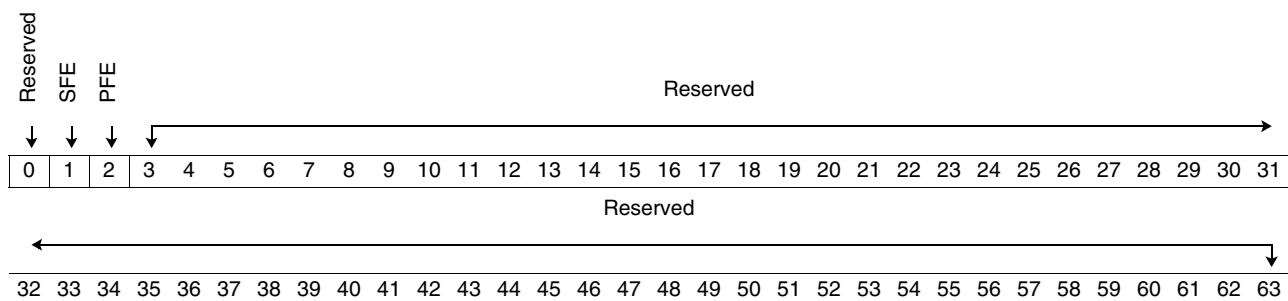 Reserved SFE PFE
Reserved
0 1 2 3 4 5 6 7 8 9 10 11 12 13 14 15 16 17 18 19 20 21 22 23 24 25 26 27 28 29 30 31
Reserved
32 33 34 35 36 37 38 39 40 41 42 43 44 45 46 47 48 49 50 51 52 53 54 55 56 57 58 59 60 61 62 63